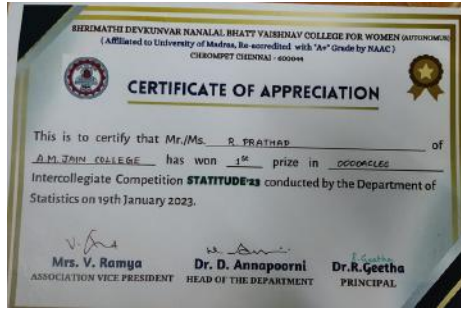 SHRIMATHI DEVKUNVAR NANALAL BHATT VAISHNAV COLLEGE FOR WOMEN (AUTONOMUS)
(Affiliated to University of Madras, Re-accredited with "A+" Grade by NAAC)
CHROMPET CHENNAI - 600044
CERTIFICATE OF APPRECIATION
This is to certify that Mr./Ms. R PRATHAP of
A.M.JAIN COLLEGE has won 1st prize in
Intercollegiate Competition STATITUDE'23 conducted by the Department of
Statistics on 19th January 2023.
Mrs. V. Ramya Dr. D. Annapoorni Dr.R.Geetha
ASSOCIATION VICE PRESIDENT HEAD OF THE DEPARTMENT PRINCIPAL